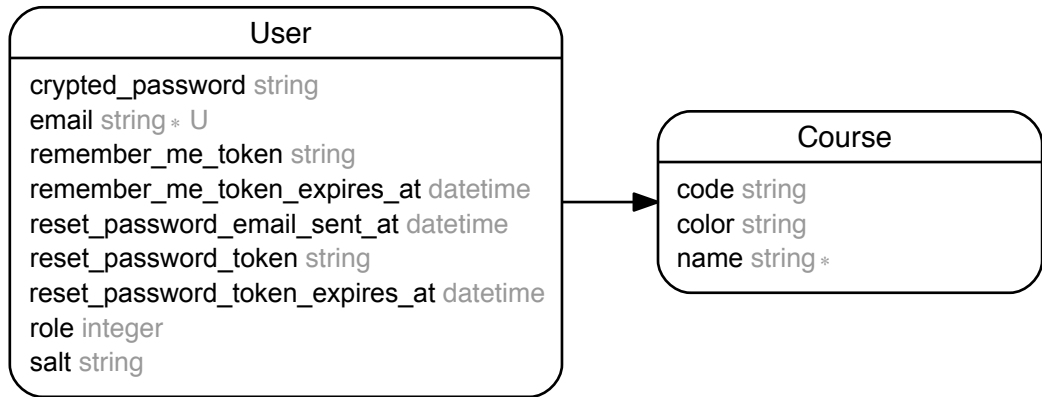 User
crypted_password string
email string* U
remember_me_token string
remember_me_token_expires_at datetime
reset_password_email_sent_at datetime
reset_password_token string
reset_password_token_expires_at datetime
role integer
salt string
Course
code string
color string
name string*